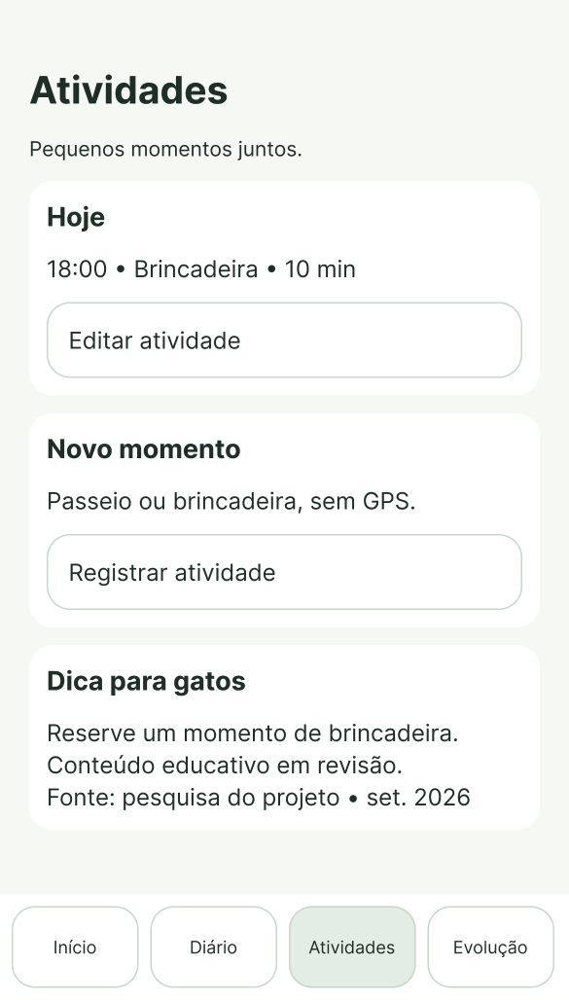 Atividades
Pequenos momentos juntos.
Hoje
18:00 • Brincadeira • 10 min
Editar atividade
Novo momento
Passeio ou brincadeira, sem GPS.
Registrar atividade
Dica para gatos
Reserve um momento de brincadeira.
Conteúdo educativo em revisão.
Fonte: pesquisa do projeto • set. 2026
Início
Diário
Atividades
Evolução